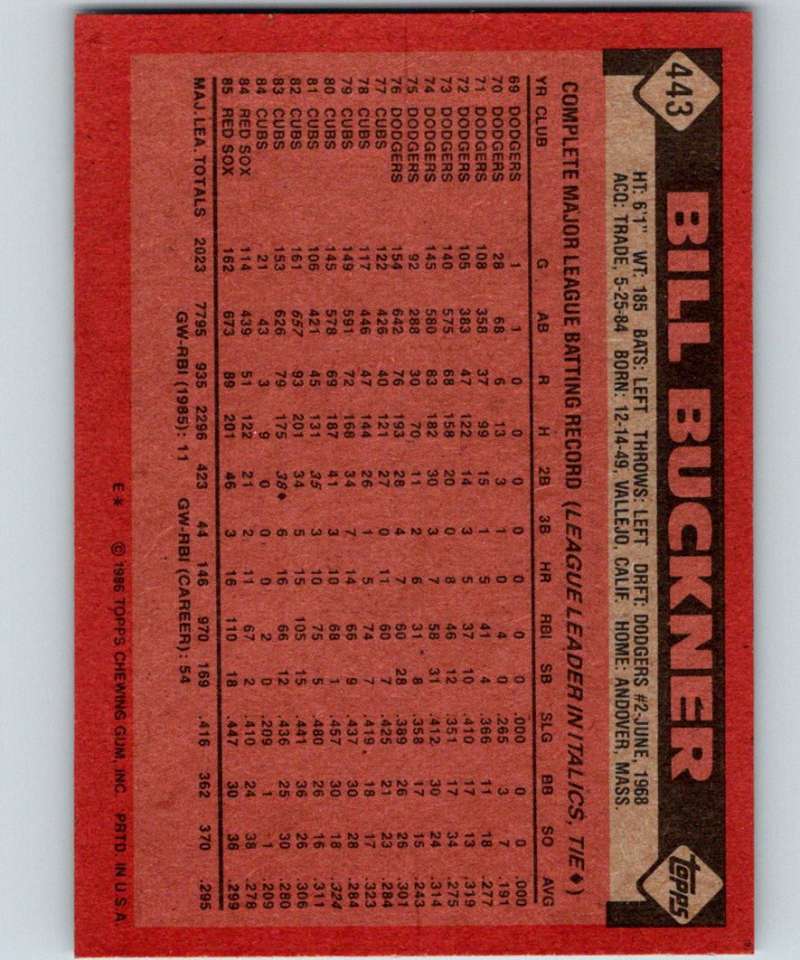 443 BILL BUCKNER topps
HT: 6'1" WT: 185 BATS: LEFT THROWS: LEFT DRFT: DODGERS #2-JUNE, 1968
ACQ: TRADE, 5-25-84 BORN: 12-14-49, VALLEJO, CALIF. HOME: ANDOVER, MASS.
COMPLETE MAJOR LEAGUE BATTING RECORD (LEAGUE LEADER IN ITALICS, TIE♦)
YR CLUB G AB R H 2B 3B HR RBI SB SLG BB SO AVG
69 DODGERS 1 1 0 0 0 0 0 0 0 .000 0 0 .000
70 DODGERS 28 68 6 13 3 1 0 4 0 .265 3 7 .191
71 DODGERS 108 358 37 99 15 1 5 41 4 .366 11 18 .277
72 DODGERS 105 383 47 122 14 3 5 37 10 .410 17 13 .319
73 DODGERS 140 575 68 158 20 0 8 46 12 .351 17 34 .275
74 DODGERS 145 580 83 182 30 3 7 58 31 .412 30 24 .314
75 DODGERS 92 288 30 70 11 2 6 31 8 .358 17 15 .243
76 DODGERS 154 642 76 193 28 4 7 60 28 .389 26 26 .301
77 CUBS 122 426 40 121 27 0 11 60 7 .425 21 23 .284
78 CUBS 117 446 47 144 26 1 5 74 7 .419 18 17 .323
79 CUBS 149 591 72 168 34 7 14 66 9 .437 30 28 .284
80 CUBS 145 578 69 187 41 3 10 68 1 .457 30 18 .324
81 CUBS 106 421 45 131 35 3 10 75 5 .480 26 16 .311
82 CUBS 161 657 93 201 34 5 15 105 15 .441 36 26 .306
83 CUBS 153 626 79 175 38♦ 6 16 66 12 .436 25 30 .280
84 CUBS 21 43 3 9 0 0 0 2 0 .209 1 1 .209
84 RED SOX 114 439 51 122 21 2 11 67 2 .410 24 38 .278
85 RED SOX 162 673 89 201 46 3 16 110 18 .447 30 36 .299
MAJ. LEA. TOTALS 2023 7795 935 2296 423 44 146 970 169 .416 362 370 .295
GW-RBI (1985): 11 GW-RBI (CAREER): 54
E* © 1986 TOPPS CHEWING GUM, INC. PRTD. IN U.S.A.